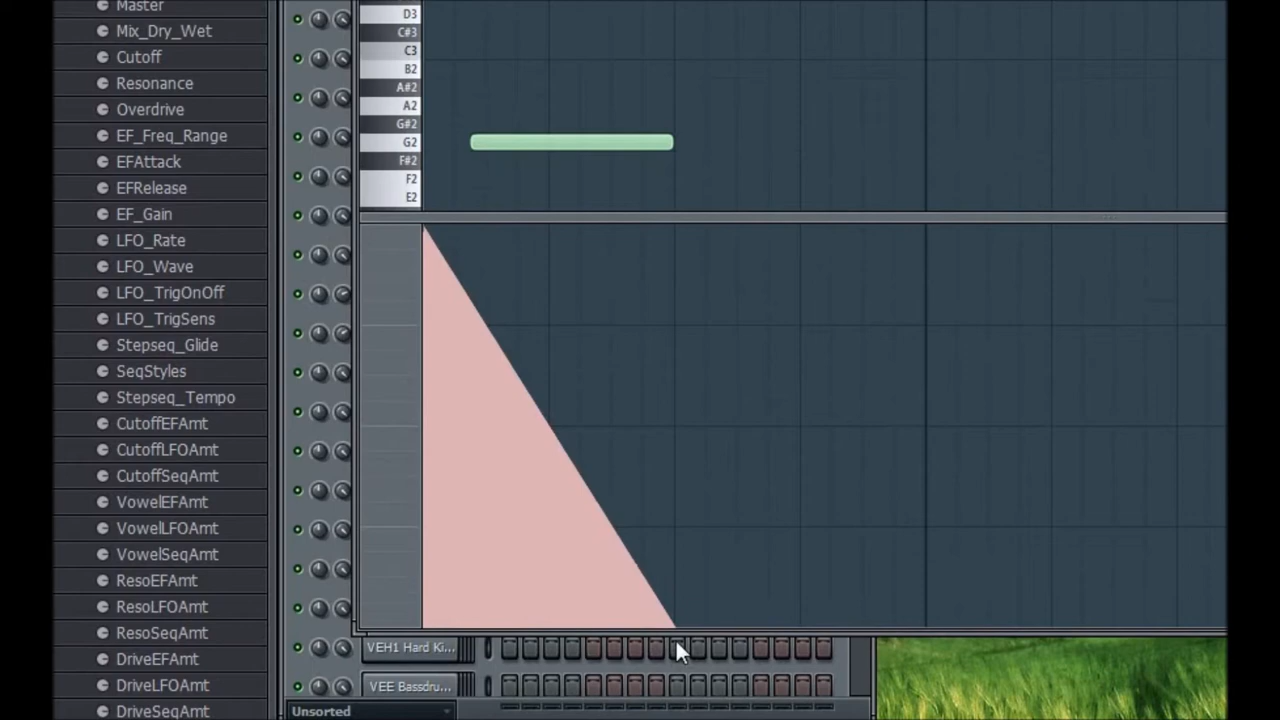 Master
Mix_Dry_Wet
Cutoff
Resonance
Overdrive
EF_Freq_Range
EFAttack
EFRelease
EF_Gain
LFO_Rate
LFO_Wave
LFO_TrigOnOff
LFO_TrigSens
Stepseq_Glide
SeqStyles
Stepseq_Tempo
CutoffEFAmt
CutoffLFOAmt
CutoffSeqAmt
VowelEFAmt
VowelLFOAmt
VowelSeqAmt
ResoEFAmt
ResoLFOAmt
ResoSeqAmt
DriveEFAmt
DriveLFOAmt
DriveSeqAmt
D3
C#3
C3
B2
A#2
A2
G#2
G2
F#2
F2
E2
VEH1 Hard Ki...
VEE Bassdru...
Unsorted